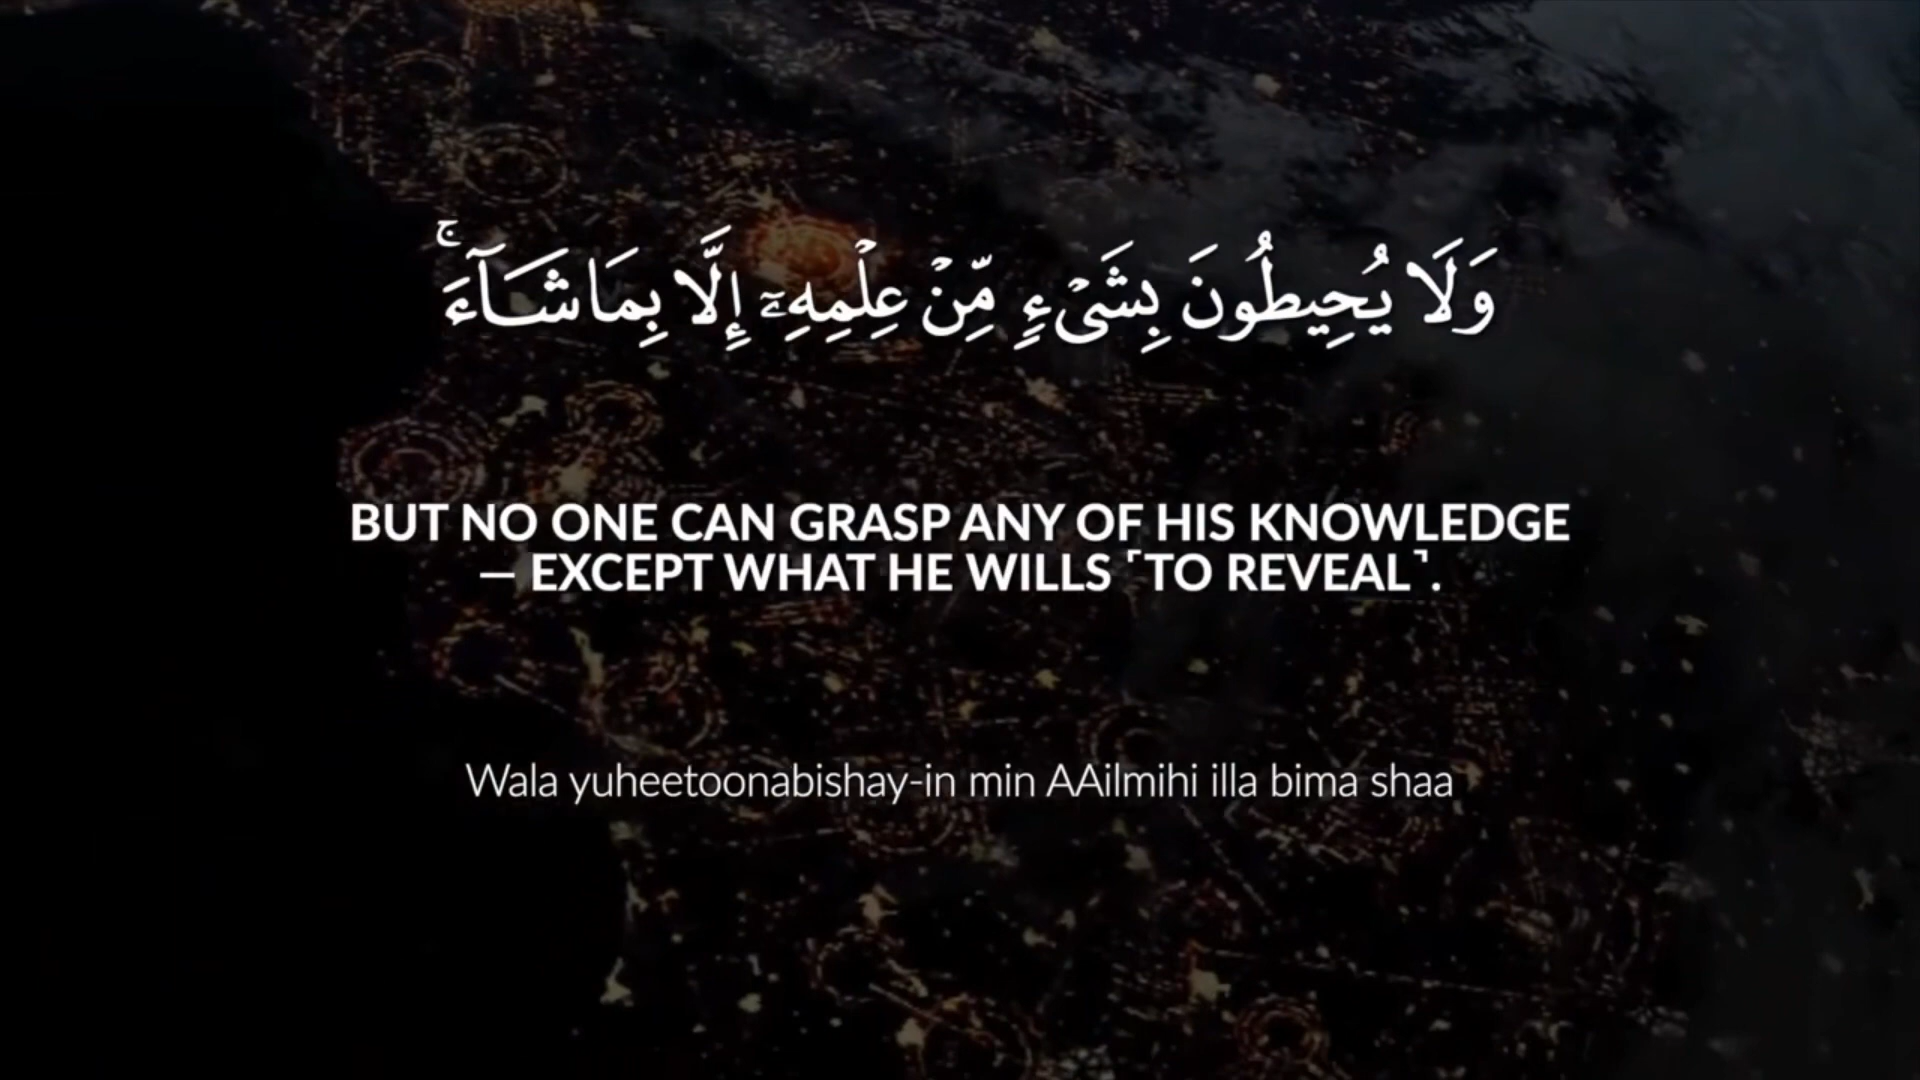 وَلَا يُحِيطُونَ بِشَىْءٍ مِّنْ عِلْمِهِۦٓ إِلَّا بِمَا شَآءَ ۚ
BUT NO ONE CAN GRASP ANY OF HIS KNOWLEDGE
— EXCEPT WHAT HE WILLS ˹TO REVEAL˺.
Wala yuheetoonabishay-in min AAilmihi illa bima shaa